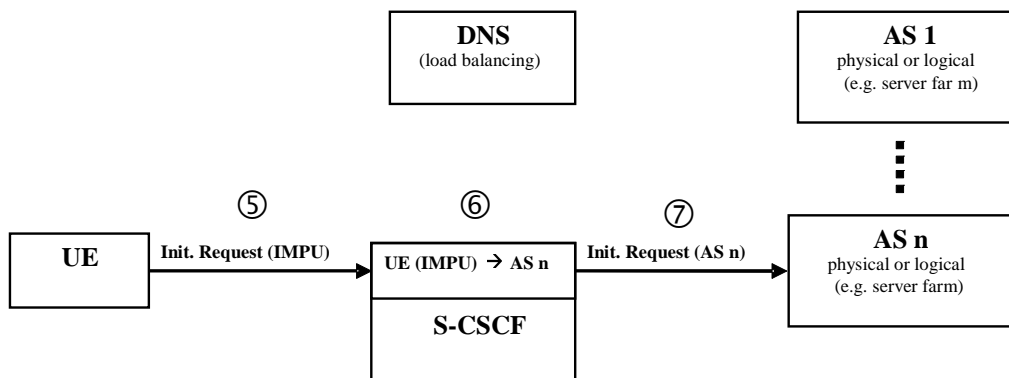 DNS
(load balancing)
AS 1
physical or logical
(e.g. server far m)
⑤
⑥
⑦
UE
Init. Request (IMPU)
UE (IMPU) → AS n
Init. Request (AS n)
AS n
physical or logical
(e.g. server farm)
S-CSCF